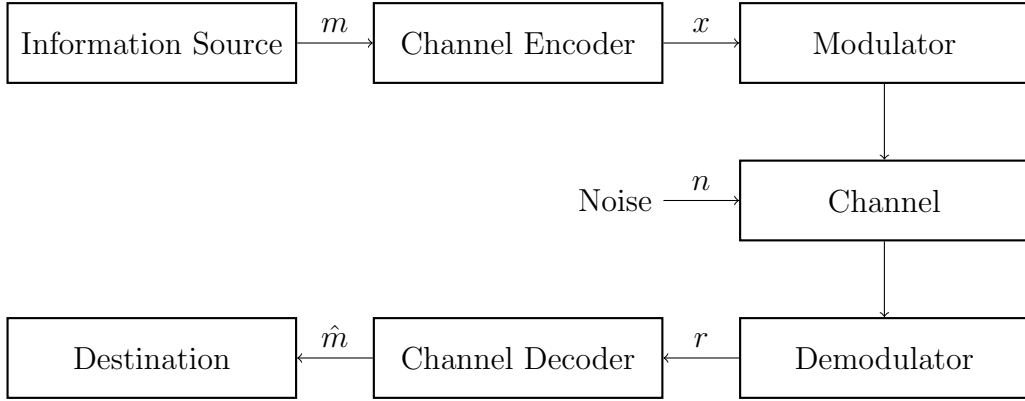 Information Source
m
Channel Encoder
x
Modulator
Noise
n
Channel
Destination
m̂
Channel Decoder
r
Demodulator